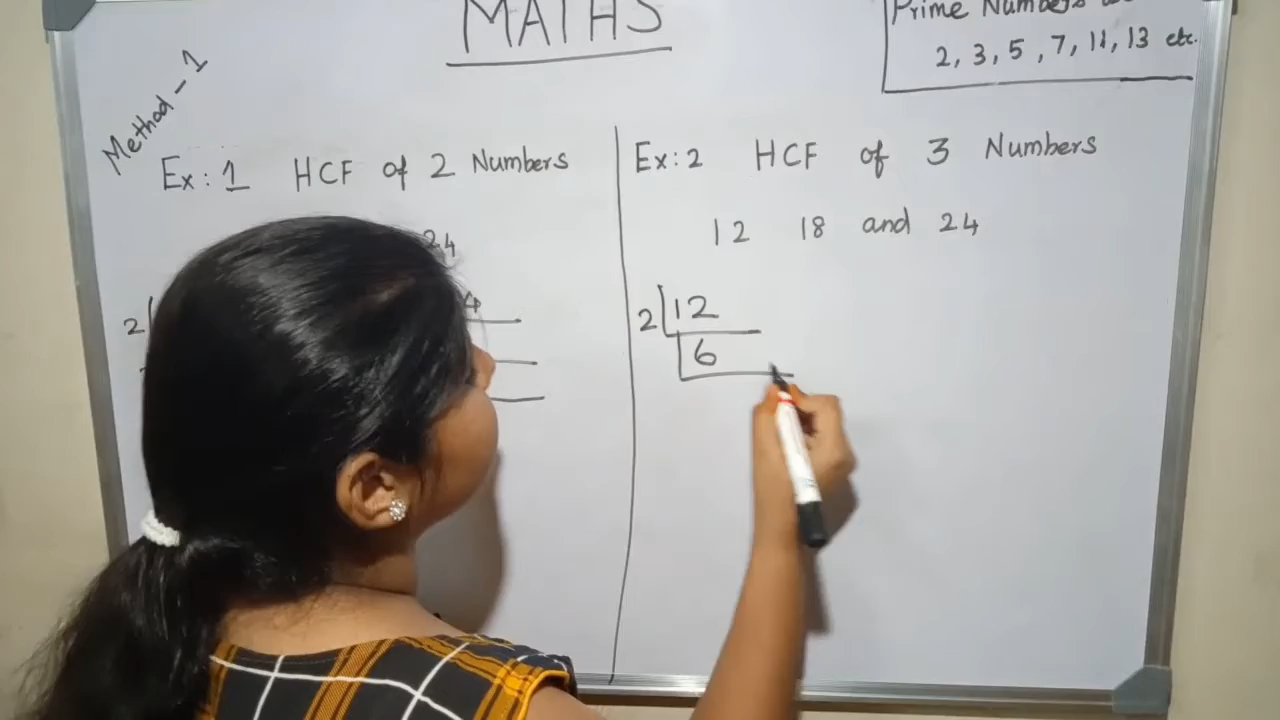 MATHS
Prime Numbers
2, 3, 5, 7, 11, 13 etc.
Method - 1
Ex: 1 HCF of 2 Numbers
24
2
4
Ex: 2 HCF of 3 Numbers
12 18 and 24
2 12
6